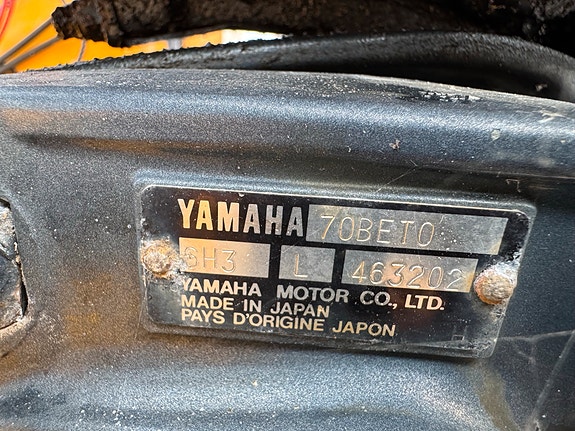 YAMAHA 70BETO
6H3 L 463202
YAMAHA MOTOR CO., LTD.
MADE IN JAPAN
PAYS D'ORIGINE JAPON